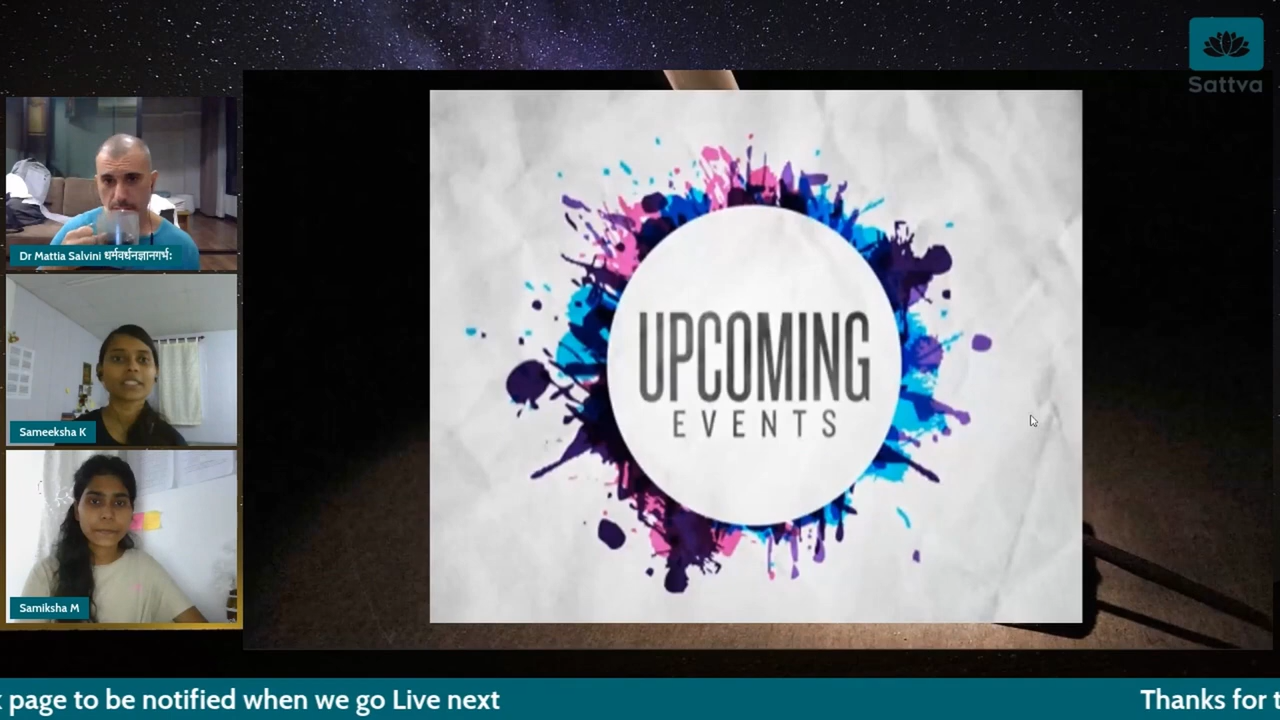 Sattva
Dr Mattia Salvini धर्मवर्धनज्ञानगर्भः
Sameeksha K
Samiksha M
UPCOMING
EVENTS
page to be notified when we go Live next
Thanks for